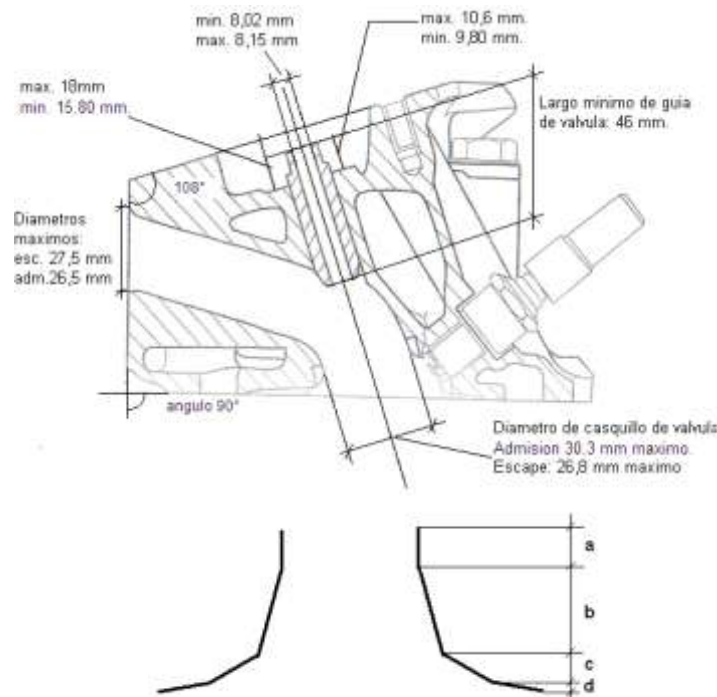 min. 8,02 mm
max. 8,15 mm
max. 10,6 mm
min. 9,80 mm.
max. 18mm
min. 15.80 mm.
Largo minimo de guia
de valvula: 46 mm.
108°
Diametros
maximos:
esc. 27,5 mm
adm.26,5 mm
angulo 90°
Diametro de casquillo de valvula
Admision 30.3 mm maximo.
Escape: 26,8 mm maximo
a
b
c
d